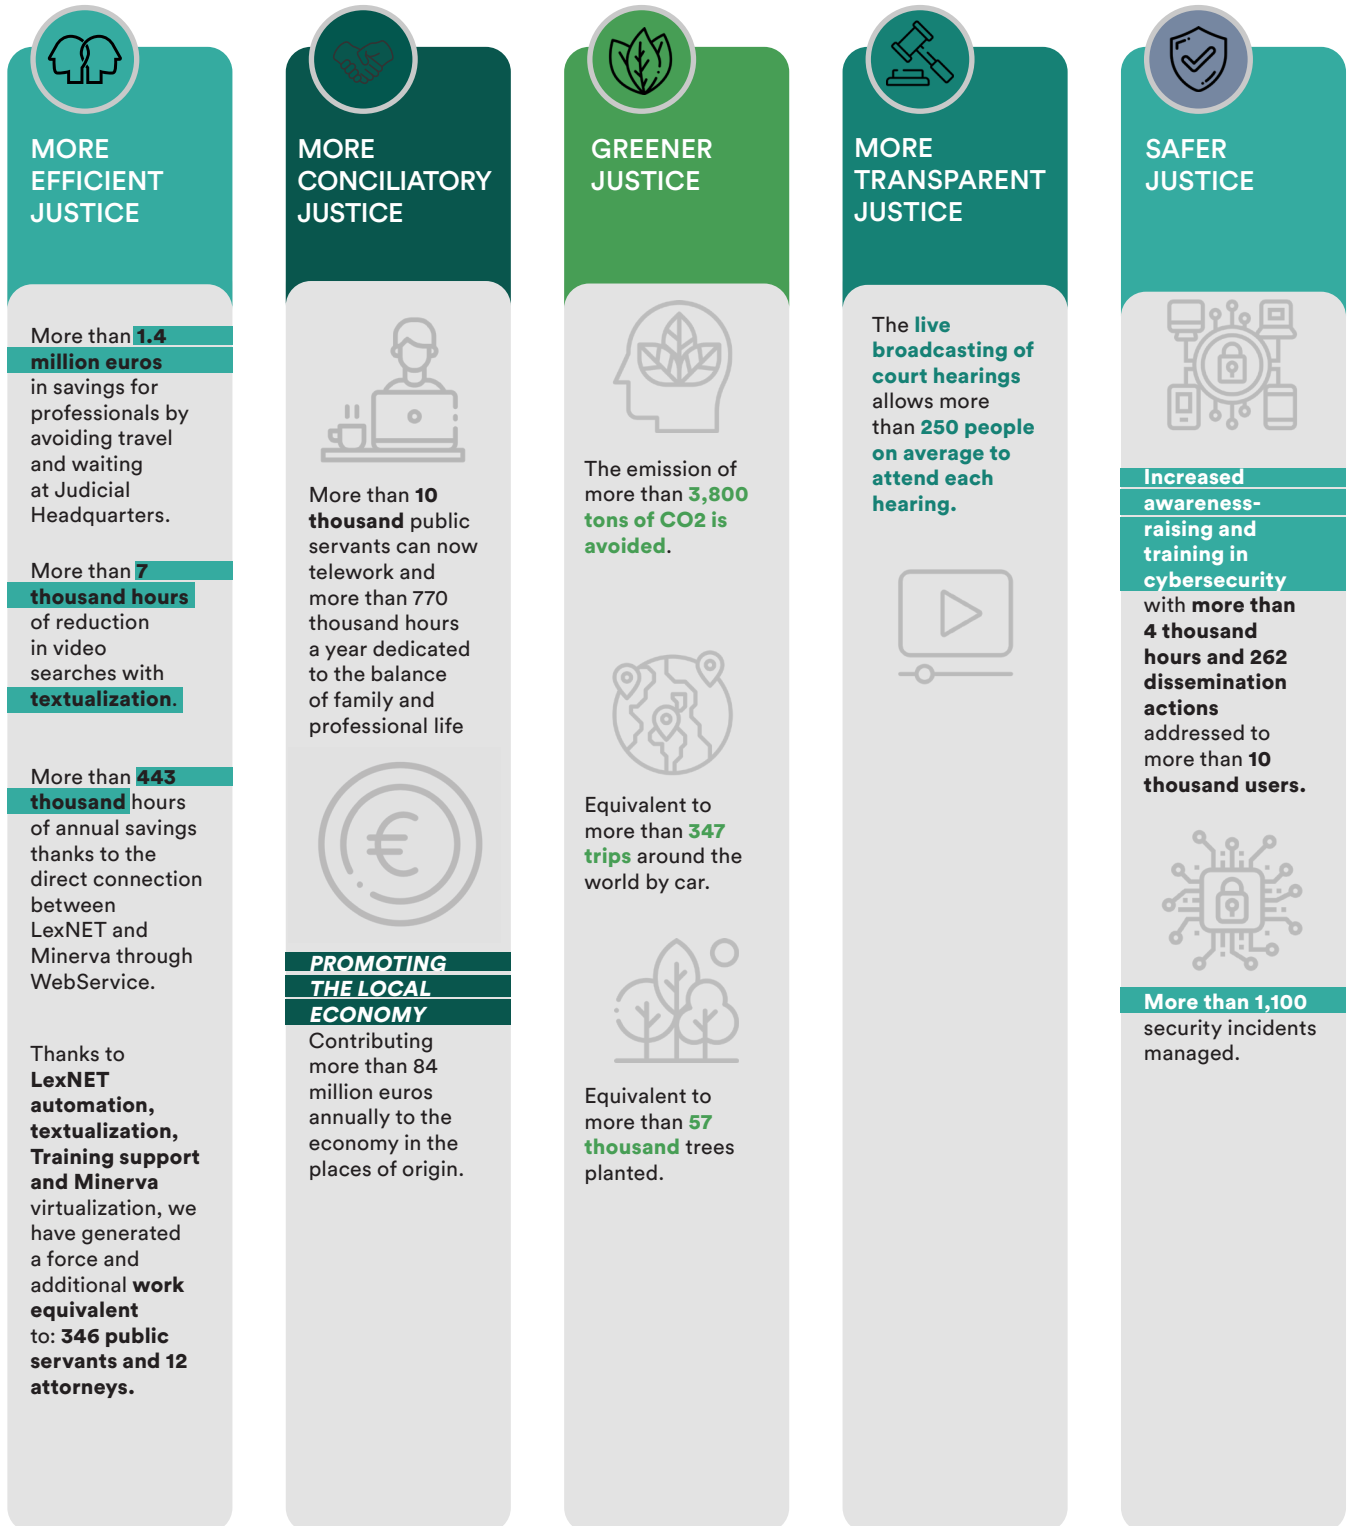 MORE
EFFICIENT
JUSTICE
More than 1.4
million euros
in savings for
professionals by
avoiding travel
and waiting
at Judicial
Headquarters.
More than 7
thousand hours
of reduction
in video
searches with
textualization.
More than 443
thousand hours
of annual savings
thanks to the
direct connection
between
LexNET and
Minerva through
WebService.
Thanks to
LexNET
automation,
textualization,
Training support
and Minerva
virtualization, we
have generated
a force and
additional work
equivalent
to: 346 public
servants and 12
attorneys.
MORE
CONCILIATORY
JUSTICE
More than 10
thousand public
servants can now
telework and
more than 770
thousand hours
a year dedicated
to the balance
of family and
professional life
PROMOTING
THE LOCAL
ECONOMY
Contributing
more than 84
million euros
annually to the
economy in the
places of origin.
GREENER
JUSTICE
The emission of
more than 3,800
tons of CO2 is
avoided.
Equivalent to
more than 347
trips around the
world by car.
Equivalent to
more than 57
thousand trees
planted.
MORE
TRANSPARENT
JUSTICE
The live
broadcasting of
court hearings
allows more
than 250 people
on average to
attend each
hearing.
SAFER
JUSTICE
Increased
awareness-
raising and
training in
cybersecurity
with more than
4 thousand
hours and 262
dissemination
actions
addressed to
more than 10
thousand users.
More than 1,100
security incidents
managed.